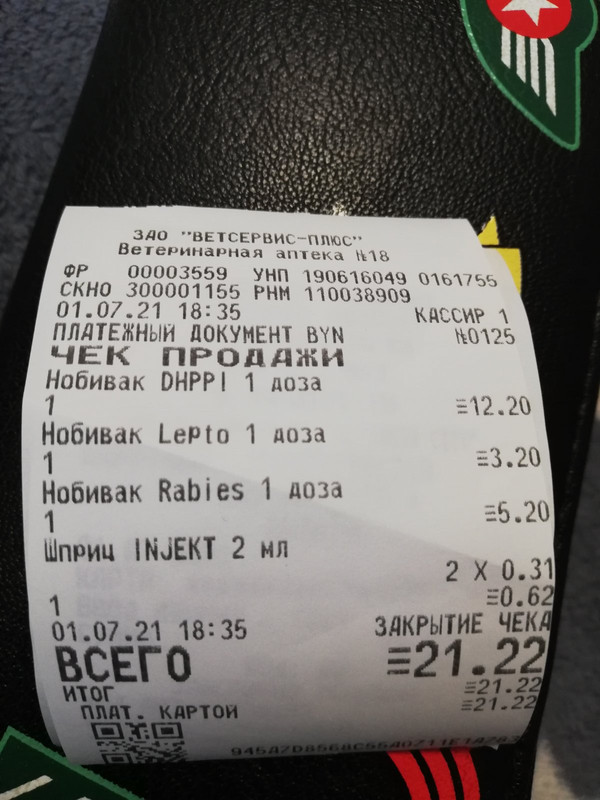 ЗАО "ВЕТСЕРВИС-ПЛЮС"
Ветеринарная аптека №18
ФР 00003559 УНП 190616049 0161755
СКНО 300001155 РНМ 110038909
01.07.21 18:35 КАССИР 1
ПЛАТЕЖНЫЙ ДОКУМЕНТ BYN №0125
ЧЕК ПРОДАЖИ
Нобивак DHPPI 1 доза
1 ≡12.20
Нобивак Lepto 1 доза
1 ≡3.20
Нобивак Rabies 1 доза
1 ≡5.20
Шприц INJEKT 2 мл
2 X 0.31
1 ≡0.62
01.07.21 18:35 ЗАКРЫТИЕ ЧЕКА
ВСЕГО ≡21.22
ИТОГ ≡21.22
ПЛАТ. КАРТОЙ ≡21.22